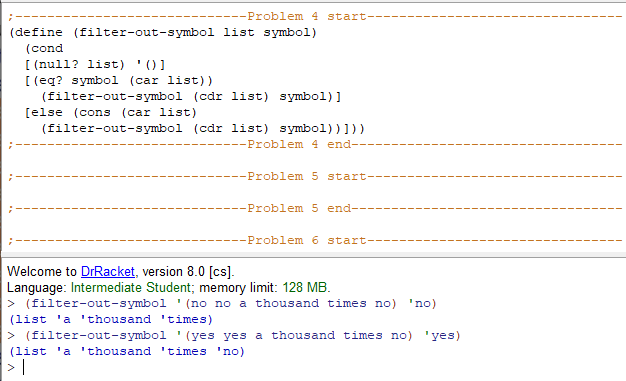 ;-----------------------------Problem 4 start--------------------------------
(define (filter-out-symbol list symbol)
  (cond
  [(null? list) '()]
  [(eq? symbol (car list))
    (filter-out-symbol (cdr list) symbol)]
  [else (cons (car list)
    (filter-out-symbol (cdr list) symbol))]))
;-----------------------------Problem 4 end----------------------------------
;-----------------------------Problem 5 start--------------------------------
;-----------------------------Problem 5 end----------------------------------
;-----------------------------Problem 6 start--------------------------------
Welcome to DrRacket, version 8.0 [cs].
Language: Intermediate Student; memory limit: 128 MB.
> (filter-out-symbol '(no no a thousand times no) 'no)
(list 'a 'thousand 'times)
> (filter-out-symbol '(yes yes a thousand times no) 'yes)
(list 'a 'thousand 'times 'no)
>